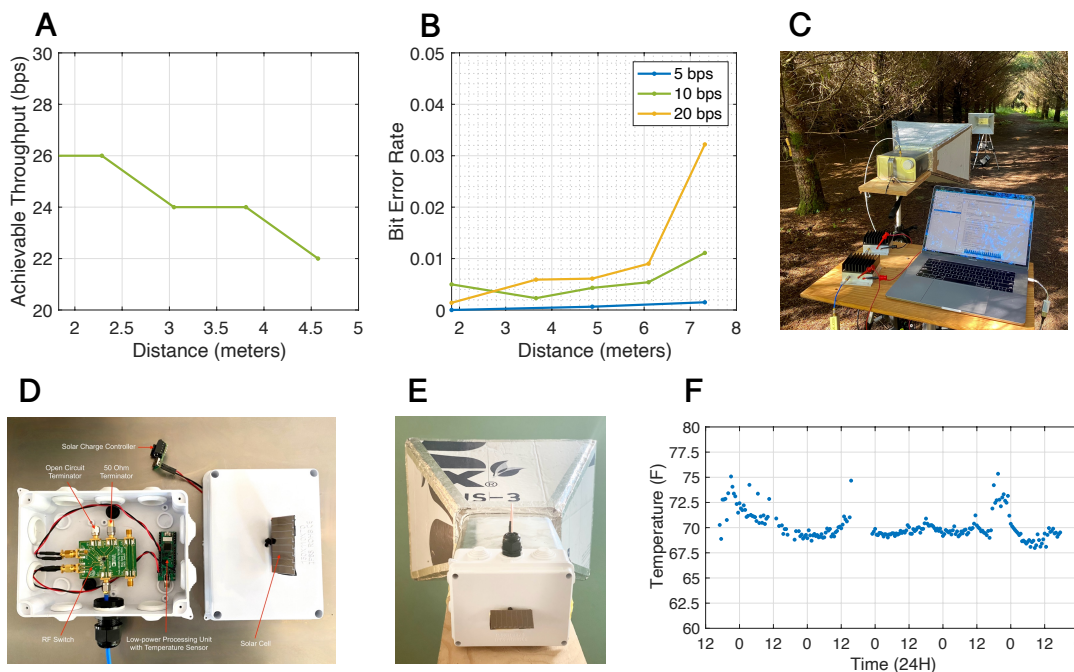 A
30
28
26
24
22
20
Achievable Throughput (bps)
2
2.5
3
3.5
4
4.5
5
Distance (meters)
B
0.05
0.04
0.03
0.02
0.01
0
Bit Error Rate
5 bps
10 bps
20 bps
2
3
4
5
6
7
8
Distance (meters)
C
D
Solar Charge Controller
Open Circuit
Terminator
50 Ohm
Terminator
RF Switch
Low-power Processing Unit
with Temperature Sensor
Solar Cell
E
®
F
80
77.5
75
72.5
70
67.5
65
62.5
60
Temperature (F)
12 0 12 0 12 0 12 0 12 0 12
Time (24H)